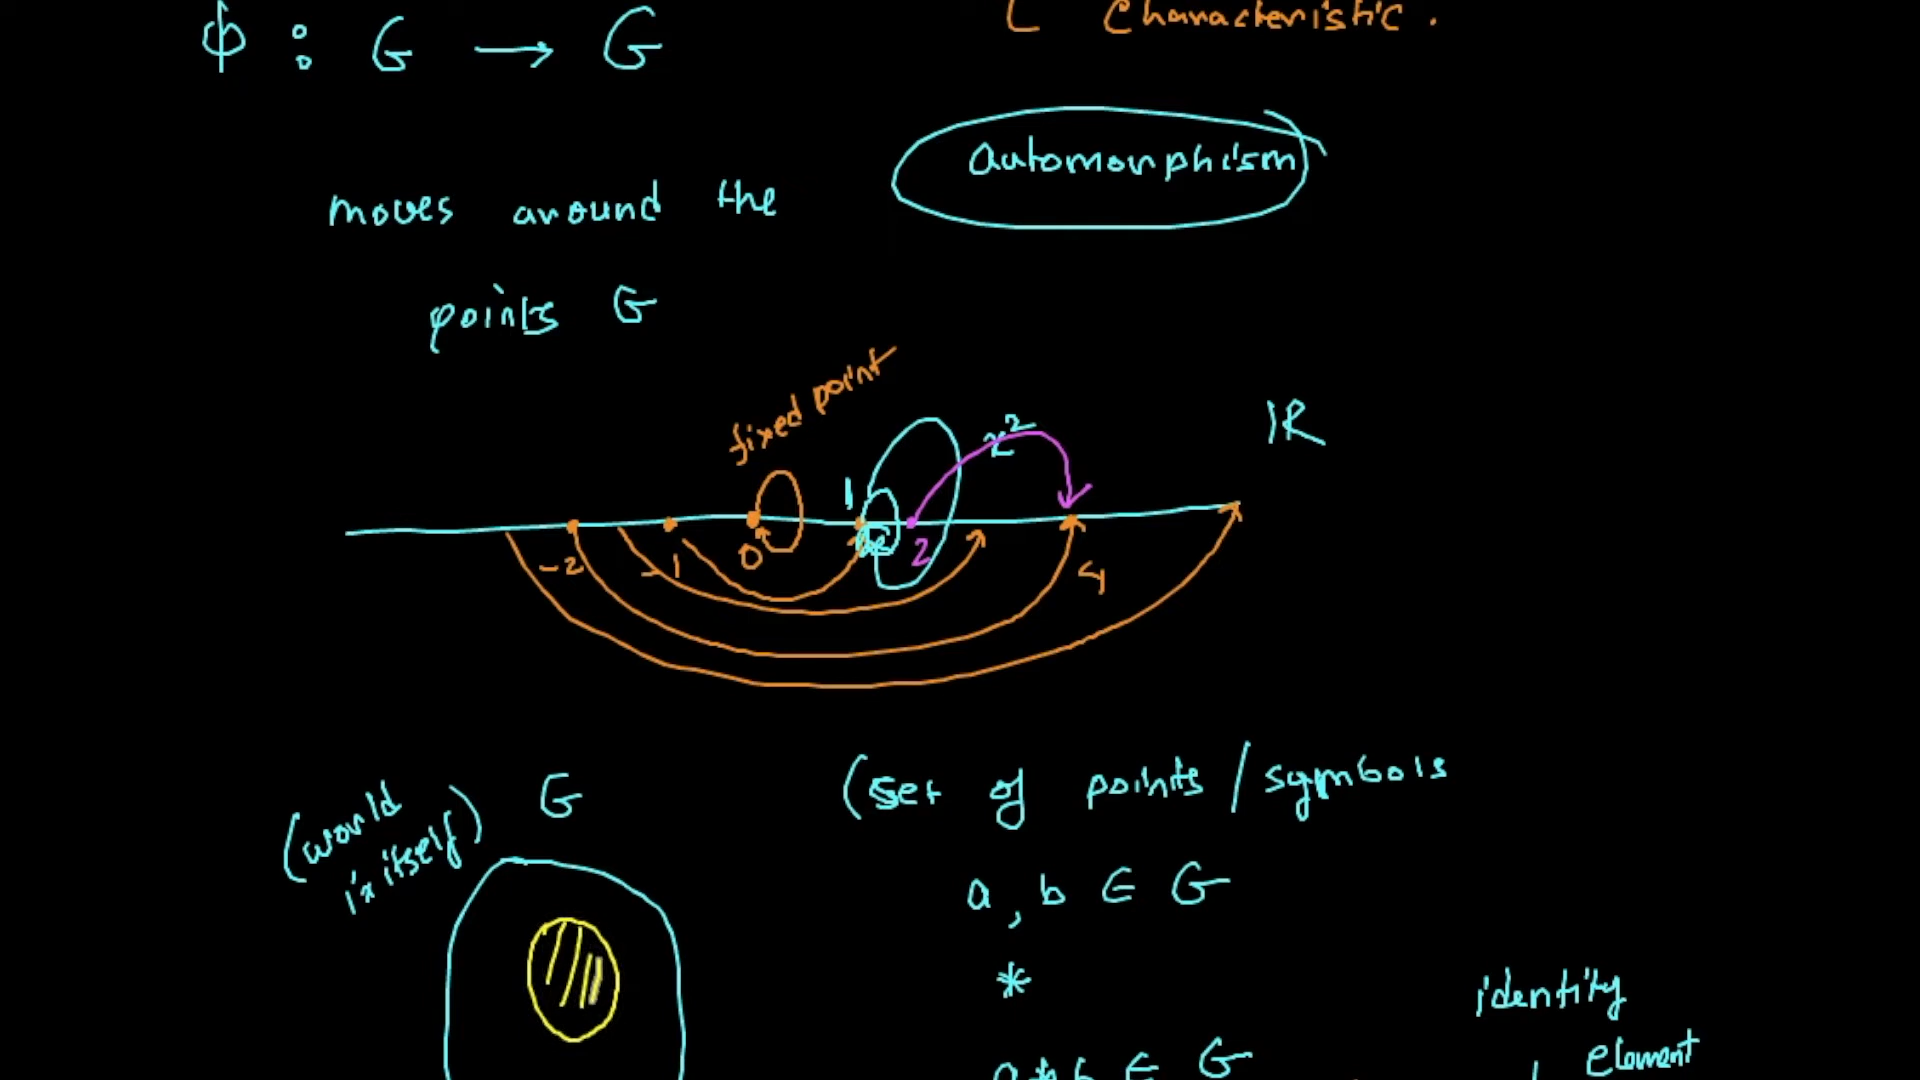 Characteristic.
ϕ : G → G
automorphism
moves around the
points G
fixed point
x²
ℝ
1
-2 -1 0 2 4
(world
in itself)
G
(set of points / symbols
a, b ∈ G
*
identity
element
a * b ∈ G